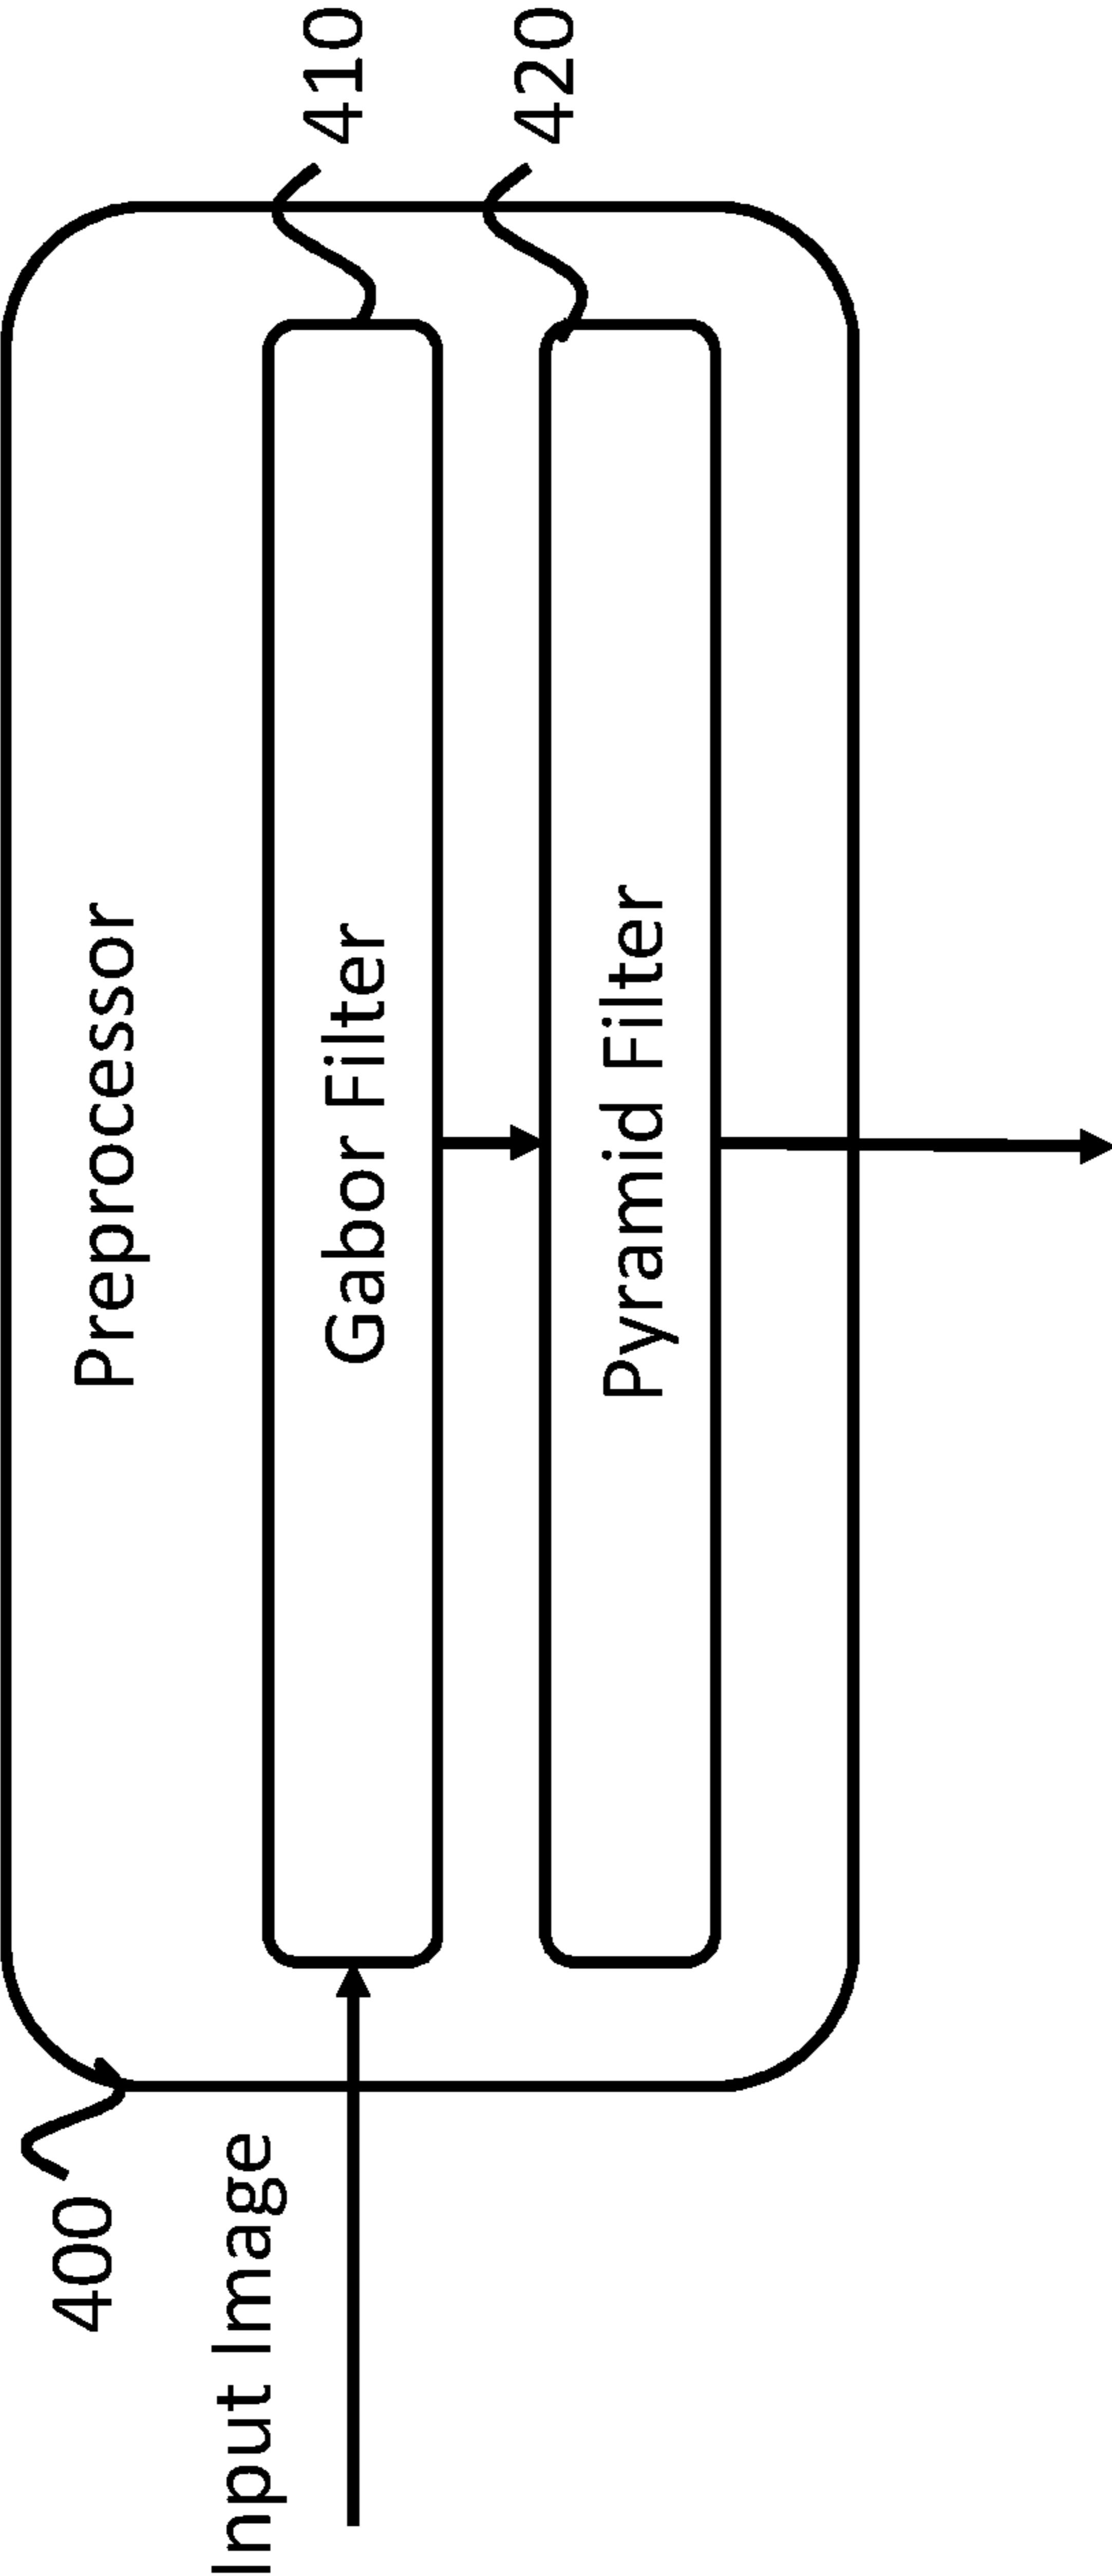 400
Preprocessor
Input Image
Gabor Filter
410
Pyramid Filter
420